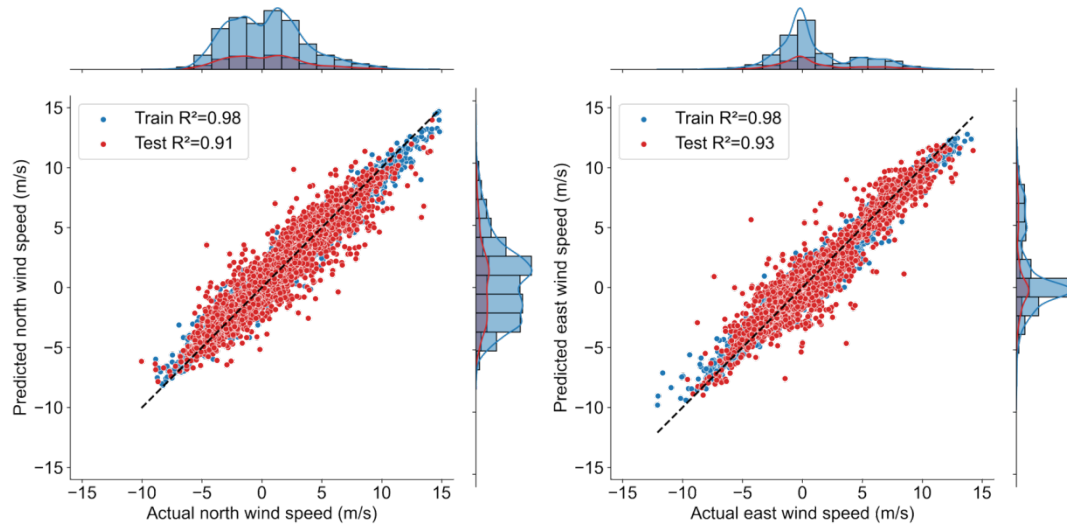 Train R²=0.98
Test R²=0.91
15
10
5
0
−5
−10
−15
Predicted north wind speed (m/s)
−15 −10 −5 0 5 10 15
Actual north wind speed (m/s)
Train R²=0.98
Test R²=0.93
15
10
5
0
−5
−10
−15
Predicted east wind speed (m/s)
−15 −10 −5 0 5 10 15
Actual east wind speed (m/s)